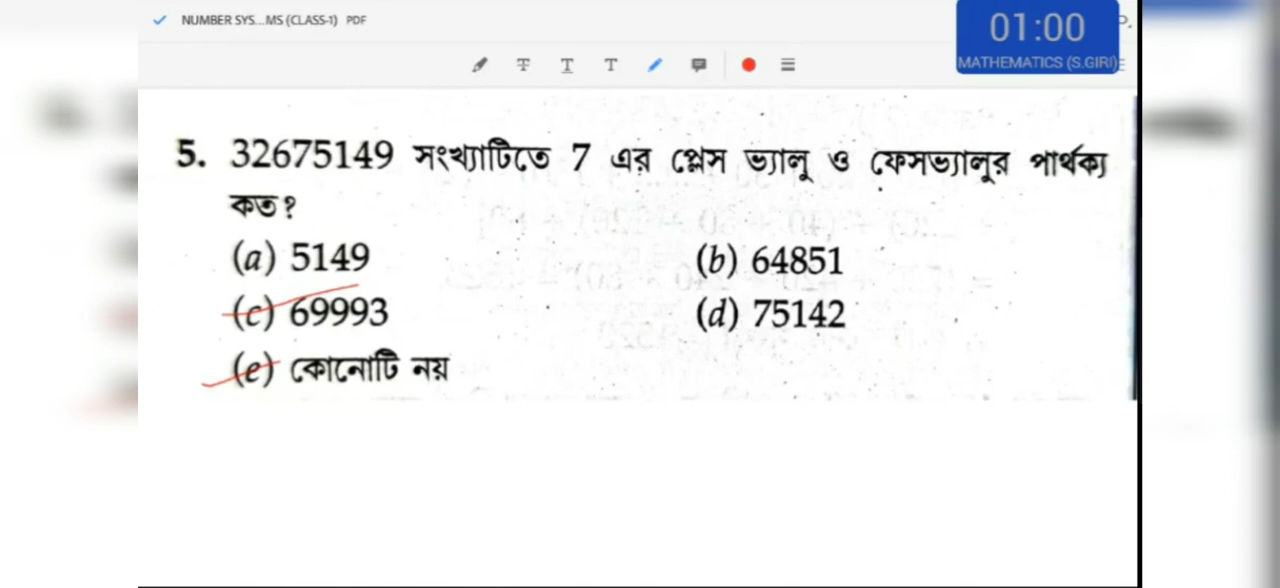 NUMBER SYS...MS (CLASS-1) PDF
01:00
MATHEMATICS (S.GIRI)
5. 32675149 সংখ্যাটিতে 7 এর প্লেস ভ্যালু ও ফেসভ্যালুর পার্থক্য
কত?
(a) 5149 (b) 64851
(c) 69993 (d) 75142
(e) কোনোটি নয়